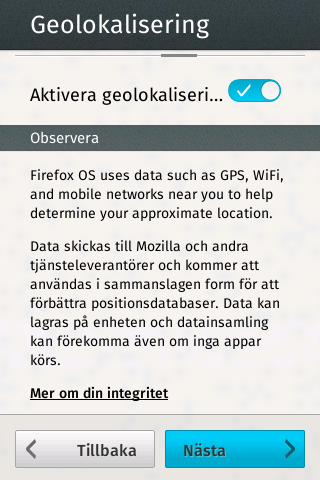 Geolokalisering
Aktivera geolokaliseri...
Observera
Firefox OS uses data such as GPS, WiFi,
and mobile networks near you to help
determine your approximate location.
Data skickas till Mozilla och andra
tjänsteleverantörer och kommer att
användas i sammanslagen form för att
förbättra positionsdatabaser. Data kan
lagras på enheten och datainsamling
kan förekomma även om inga appar
körs.
Mer om din integritet
Tillbaka
Nästa